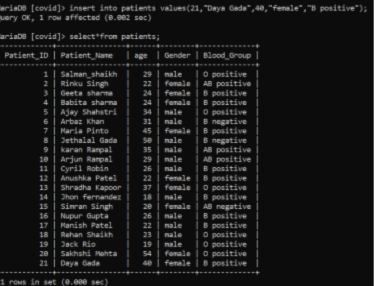 MariaDB [covid]> insert into patients values(21,"Daya Gada",40,"female","B positive");
Query OK, 1 row affected (0.002 sec)
MariaDB [covid]> select*from patients;
Patient_ID | Patient_Name | age | Gender | Blood_Group |
1 | Salman_shaikh | 29 | male | O positive |
2 | Rinku Singh | 22 | female | AB positive |
3 | Geeta sharma | 24 | female | B positive |
4 | Babita sharma | 24 | female | B positive |
5 | Ajay Shahstri | 34 | male | O positive |
6 | Arbaz Khan | 31 | male | B negative |
7 | Maria Pinto | 45 | female | B positive |
8 | Jethalal Gada | 50 | male | B negative |
9 | karan Rampal | 35 | male | AB positive |
10 | Arjun Rampal | 29 | male | AB positive |
11 | Cyril Robin | 26 | male | B positive |
12 | Anushka Patel | 22 | female | B positive |
13 | Shradha Kapoor | 37 | female | O positive |
14 | Jhon fernandez | 18 | male | B positive |
15 | Simran Singh | 20 | female | AB negative |
16 | Nupur Gupta | 26 | male | B positive |
17 | Manish Patel | 22 | male | B positive |
18 | Rehan Shaikh | 23 | male | O positive |
19 | Jack Rio | 19 | male | O positive |
20 | Sakhshi Mehta | 54 | female | O positive |
21 | Daya Gada | 40 | female | B positive |
1 rows in set (0.000 sec)